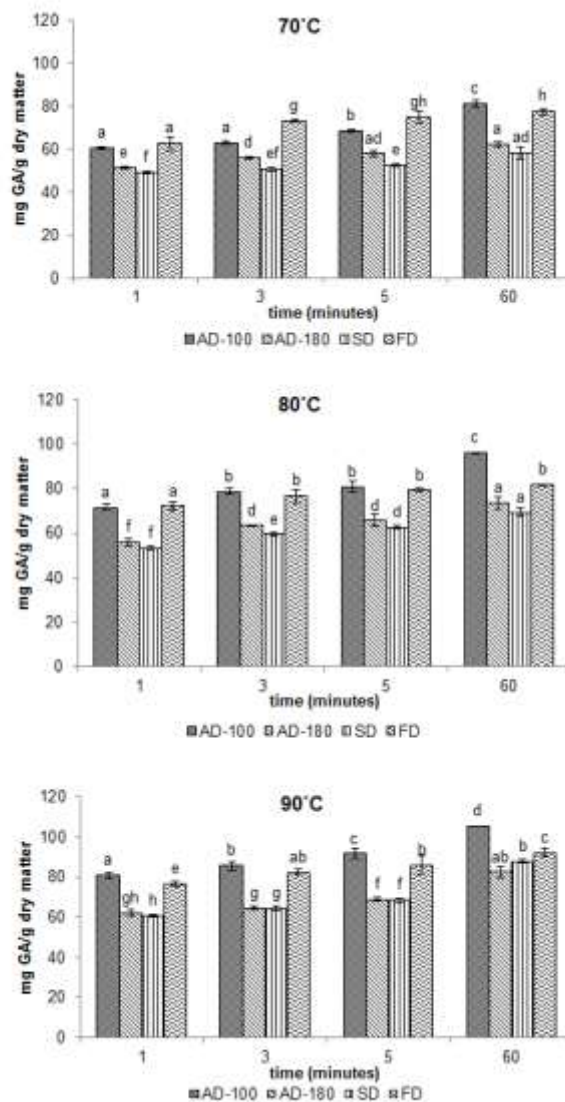 70˚C
mg GA/g dry matter
120
100
80
60
40
20
0
a e f a
a d ef g
b ad e gh
c a ad h
1 3 5 60
time (minutes)
AD-100 AD-180 SD FD
80˚C
mg GA/g dry matter
120
100
80
60
40
20
0
a f f a
b d e b
b d d b
c a a b
1 3 5 60
time (minutes)
AD-100 AD-180 SD FD
90˚C
mg GA/g dry matter
120
100
80
60
40
20
0
a gh h e
b g g ab
c f f b
d ab b c
1 3 5 60
time (minutes)
AD-100 AD-180 SD FD